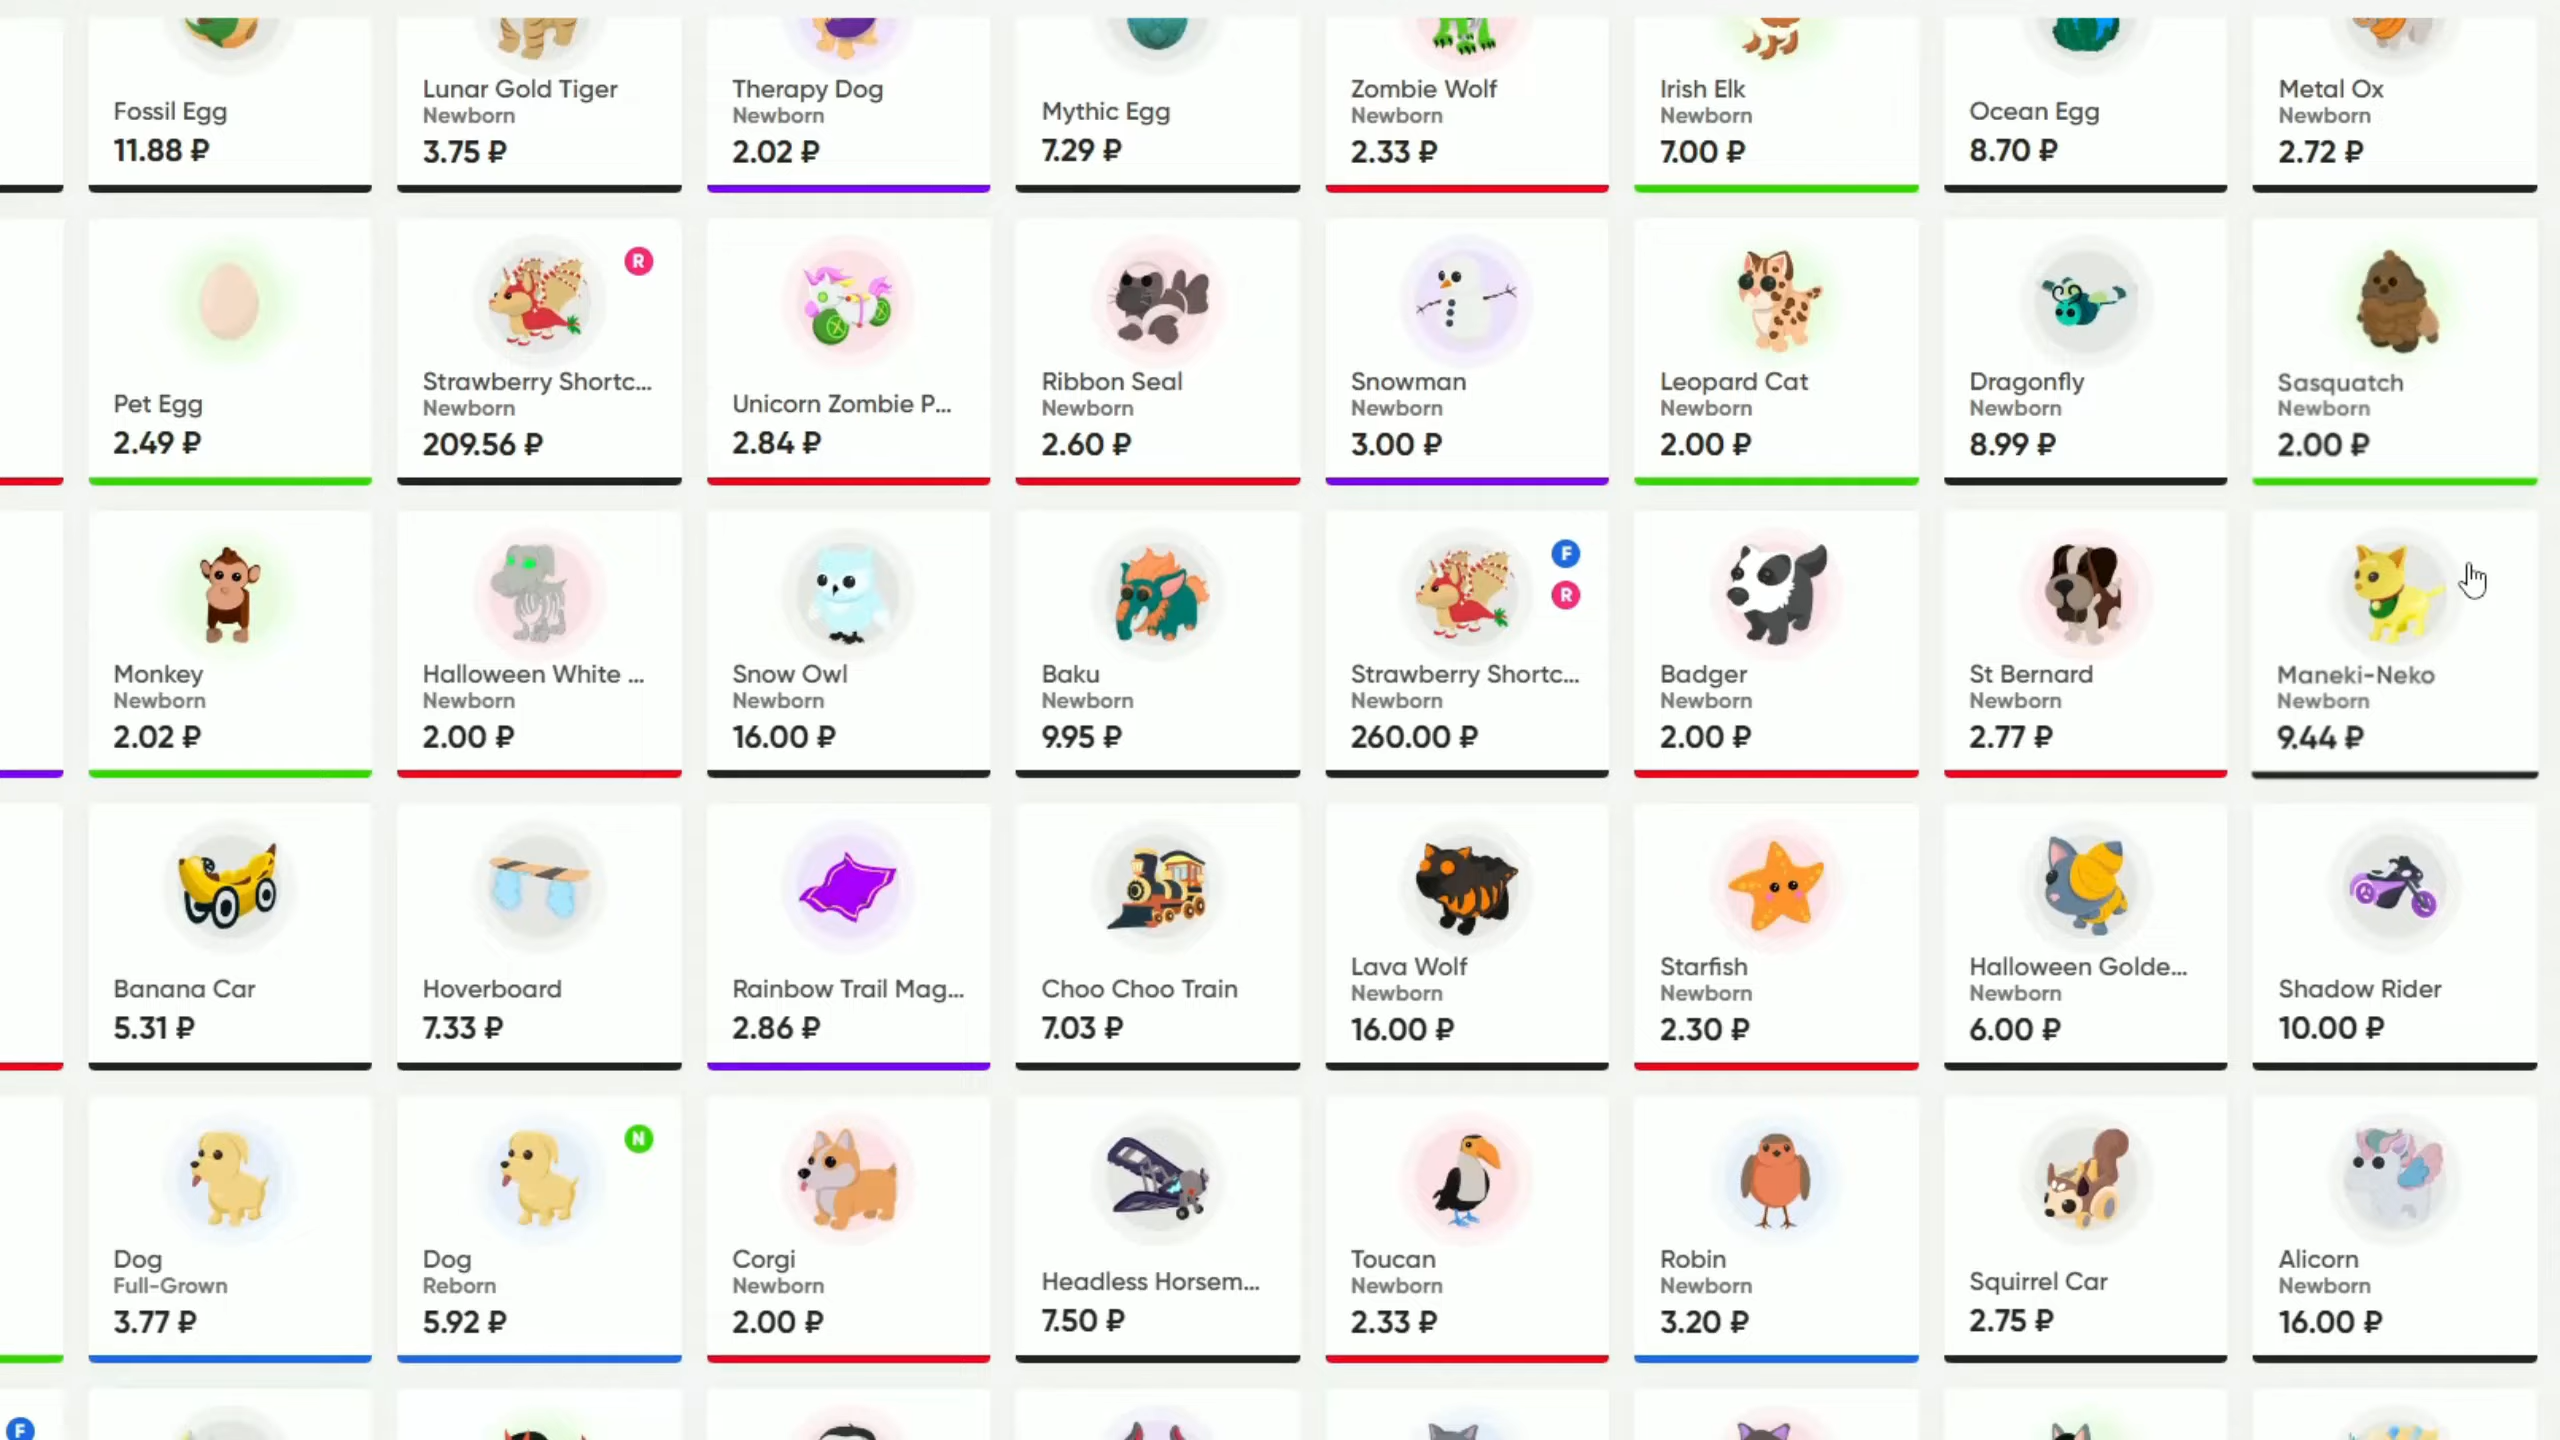 Fossil Egg
11.88 ₽
Lunar Gold Tiger
Newborn
3.75 ₽
Therapy Dog
Newborn
2.02 ₽
Mythic Egg
7.29 ₽
Zombie Wolf
Newborn
2.33 ₽
Irish Elk
Newborn
7.00 ₽
Ocean Egg
8.70 ₽
Metal Ox
Newborn
2.72 ₽
Pet Egg
2.49 ₽
R
Strawberry Shortc...
Newborn
209.56 ₽
Unicorn Zombie P...
2.84 ₽
Ribbon Seal
Newborn
2.60 ₽
Snowman
Newborn
3.00 ₽
Leopard Cat
Newborn
2.00 ₽
Dragonfly
Newborn
8.99 ₽
Sasquatch
Newborn
2.00 ₽
Monkey
Newborn
2.02 ₽
Halloween White ...
Newborn
2.00 ₽
Snow Owl
Newborn
16.00 ₽
Baku
Newborn
9.95 ₽
F
R
Strawberry Shortc...
Newborn
260.00 ₽
Badger
Newborn
2.00 ₽
St Bernard
Newborn
2.77 ₽
Maneki-Neko
Newborn
9.44 ₽
Banana Car
5.31 ₽
Hoverboard
7.33 ₽
Rainbow Trail Mag...
2.86 ₽
Choo Choo Train
7.03 ₽
Lava Wolf
Newborn
16.00 ₽
Starfish
Newborn
2.30 ₽
Halloween Golde...
Newborn
6.00 ₽
Shadow Rider
10.00 ₽
Dog
Full-Grown
3.77 ₽
N
Dog
Reborn
5.92 ₽
Corgi
Newborn
2.00 ₽
Headless Horsem...
7.50 ₽
Toucan
Newborn
2.33 ₽
Robin
Newborn
3.20 ₽
Squirrel Car
2.75 ₽
Alicorn
Newborn
16.00 ₽
F